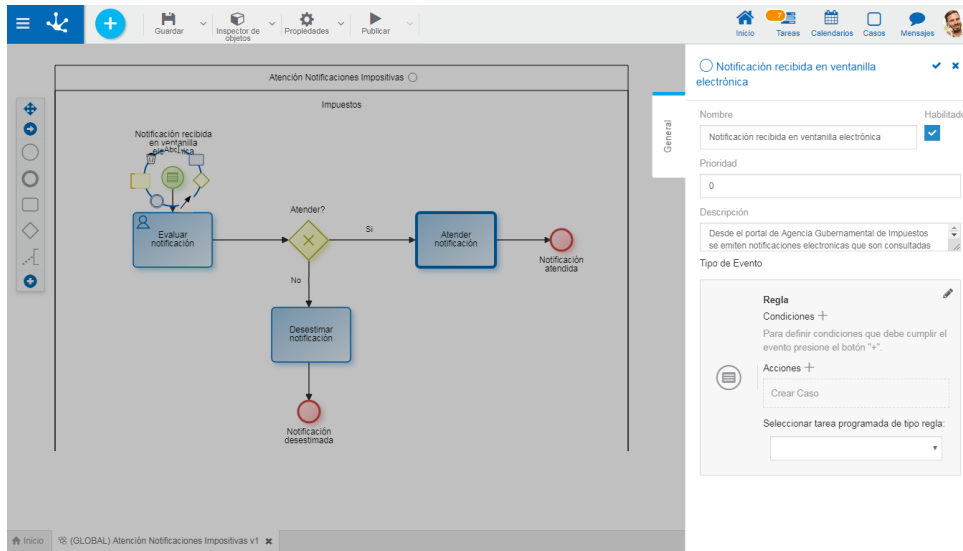 Guardar
Inspector de
objetos
Propiedades
Publicar
Inicio
7
Tareas
Calendarios
Casos
Mensajes
Atención Notificaciones Impositivas
Impuestos
Notificación recibida
en ventanilla
Abc
Evaluar
notificación
Atender?
Si
No
Atender
notificación
Notificación
atendida
Desestimar
notificación
Notificación
desestimada
General
Notificación recibida en ventanilla
electrónica
Nombre
Habilitado
Notificación recibida en ventanilla electrónica
Prioridad
0
Descripción
Desde el portal de Agencia Gubernamental de Impuestos
se emiten notificaciones electronicas que son consultadas
Tipo de Evento
Regla
Condiciones +
Para definir condiciones que debe cumplir el
evento presione el botón "+".
Acciones +
Crear Caso
Seleccionar tarea programada de tipo regla:
Inicio
(GLOBAL) Atención Notificaciones Impositivas v1